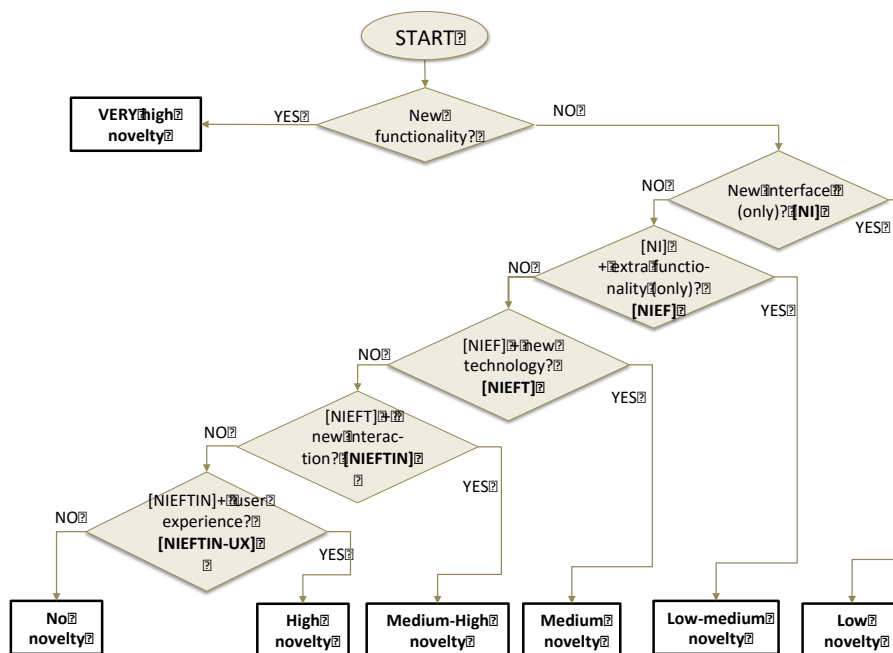 START
New
functionality?
YES
NO
VERY high
novelty
New interface
(only)? [NI]
NO
YES
[NI]
+ extra functio-
nality (only)?
[NIEF]
NO
YES
[NIEF] + new
technology?
[NIEFT]
NO
YES
[NIEFT] +
new interac-
tion? [NIEFTIN]
NO
YES
[NIEFTIN]+ user
experience?
[NIEFTIN-UX]
NO
YES
No
novelty
High
novelty
Medium-High
novelty
Medium
novelty
Low-medium
novelty
Low
novelty